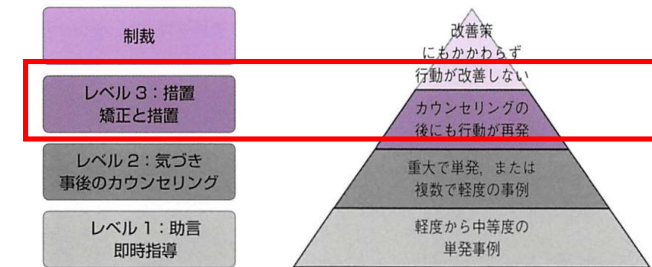 制裁
改善策
にもかかわらず
行動が改善しない
レベル3：措置
矯正と措置
カウンセリングの
後にも行動が再発
レベル2：気づき
事後のカウンセリング
重大で単発，または
複数で軽度の事例
レベル1：助言
即時指導
軽度から中等度の
単発事例